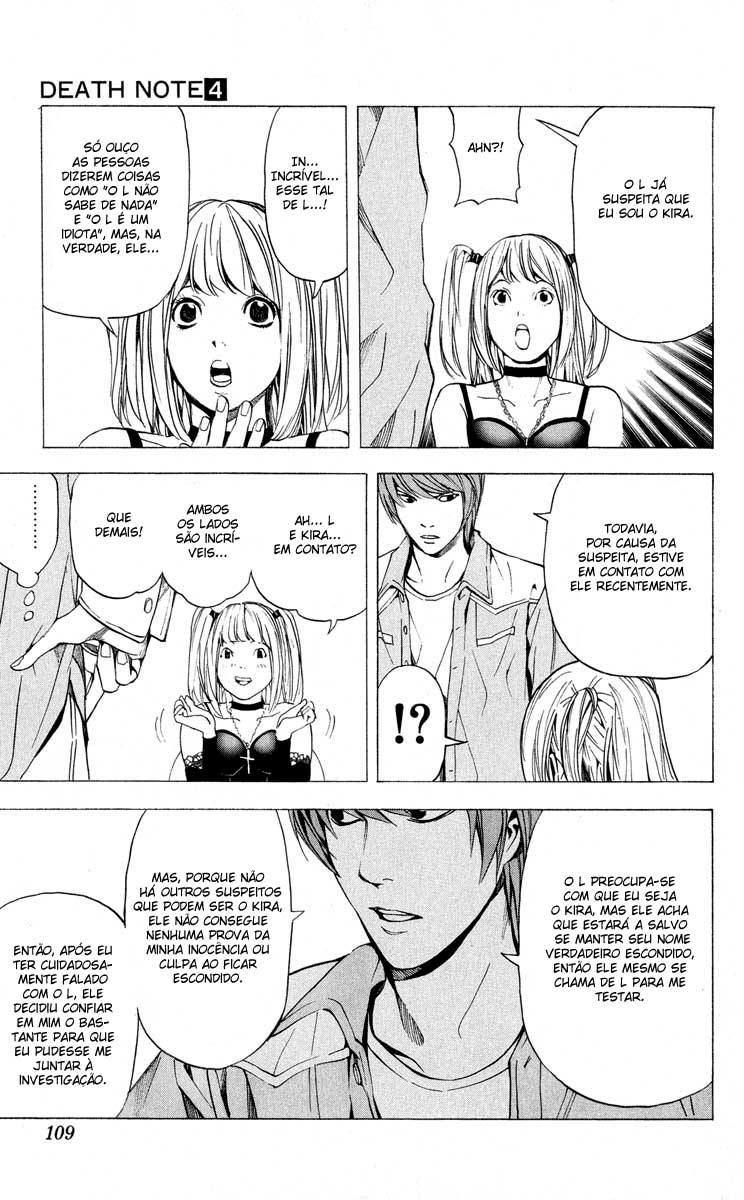 DEATH NOTE 4
O L JÁ
SUSPEITA QUE
EU SOU O KIRA.
AHN?!
IN...
INCRÍVEL...
ESSE TAL
DE L...!
SÓ OUÇO
AS PESSOAS
DIZEREM COISAS
COMO "O L NÃO
SABE DE NADA"
E "O L É UM
IDIOTA", MAS, NA
VERDADE, ELE...
TODAVIA,
POR CAUSA DA
SUSPEITA, ESTIVE
EM CONTATO COM
ELE RECENTEMENTE.
!?
AH... L
E KIRA...
EM CONTATO?
AMBOS
OS LADOS
SÃO INCRÍ-
VEIS...
QUE
DEMAIS!
.........
O L PREOCUPA-SE
COM QUE EU SEJA
O KIRA, MAS ELE ACHA
QUE ESTARÁ A SALVO
SE MANTER SEU NOME
VERDADEIRO ESCONDIDO,
ENTÃO ELE MESMO SE
CHAMA DE L PARA ME
TESTAR.
MAS, PORQUE NÃO
HÁ OUTROS SUSPEITOS
QUE PODEM SER O KIRA,
ELE NÃO CONSEGUE
NENHUMA PROVA DA
MINHA INOCÊNCIA OU
CULPA AO FICAR
ESCONDIDO.
ENTÃO, APÓS EU
TER CUIDADOSA-
MENTE FALADO
COM O L, ELE
DECIDIU CONFIAR
EM MIM O BAS-
TANTE PARA QUE
EU PUDESSE ME
JUNTAR À
INVESTIGAÇÃO.
109